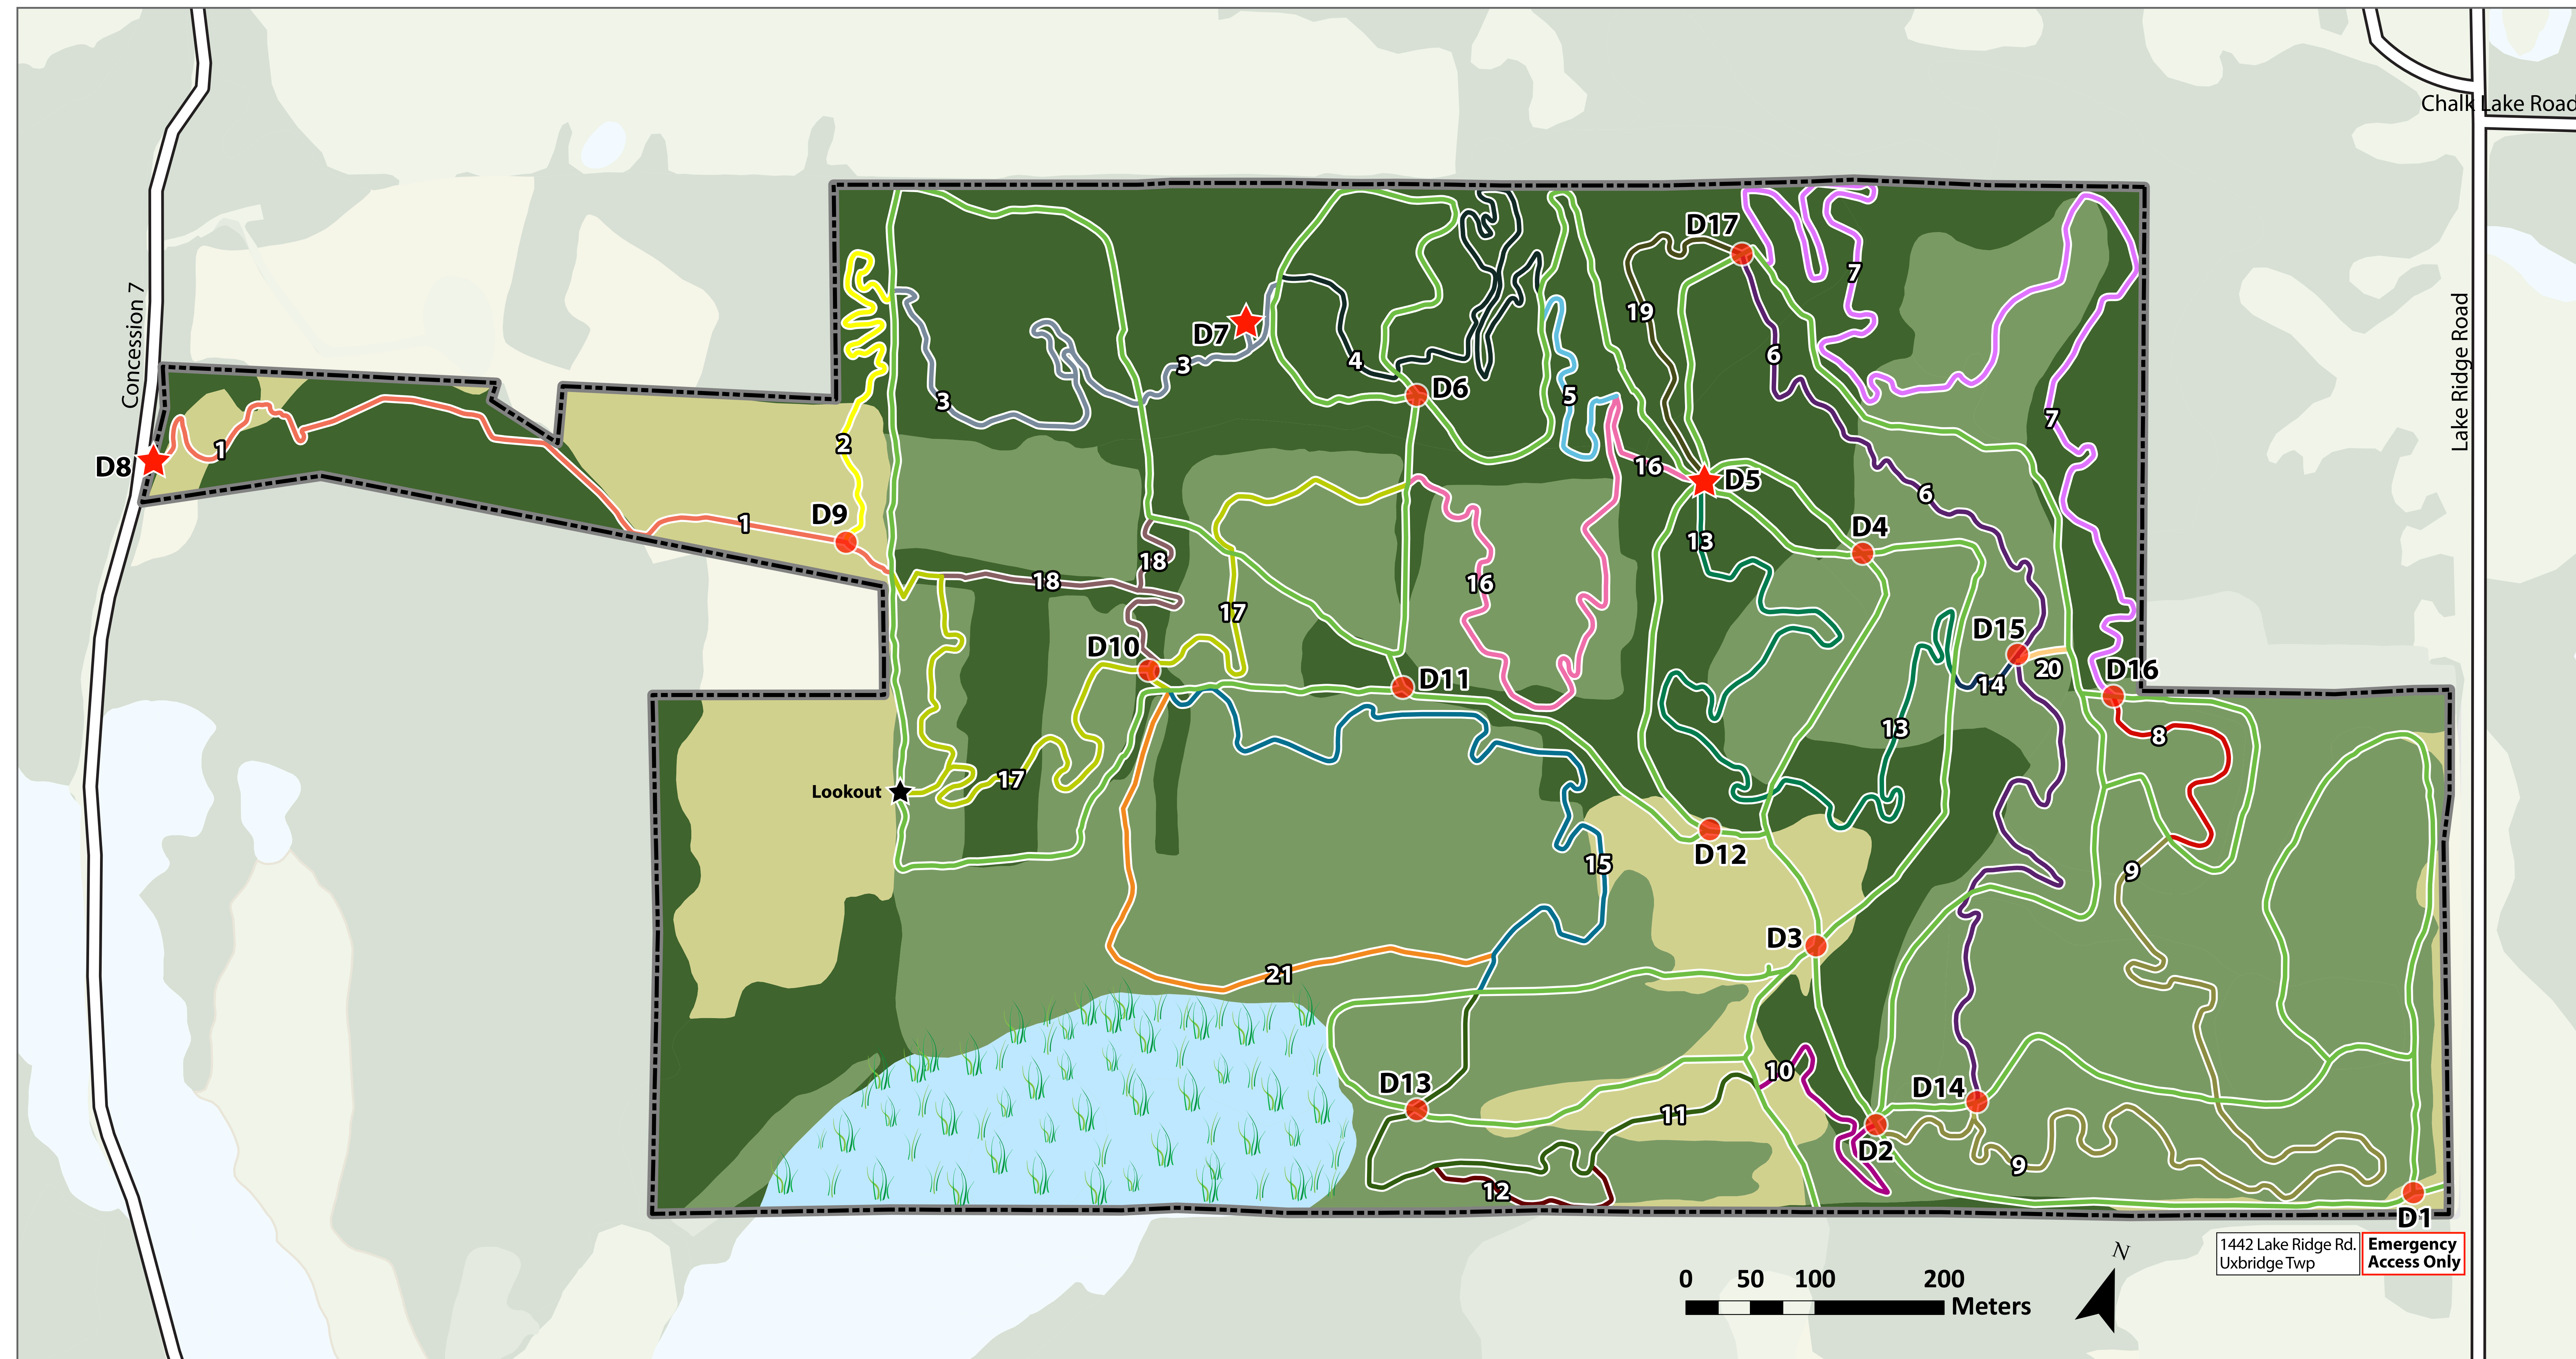 Chalk Lake Road
D17
7
Concession 7
Lake Ridge Road
19
D7
6
3
4
D6
3
5
7
2
D8
1
16
D5
6
D9
1
D4
13
18
18
16
17
D15
D10
20
D16
D11
14
13
8
17
Lookout
D12
15
9
D3
21
10
D13
D14
11
D2
9
12
D1
N
1442 Lake Ridge Rd.
Uxbridge Twp
Emergency
Access Only
0 50 100 200
Meters